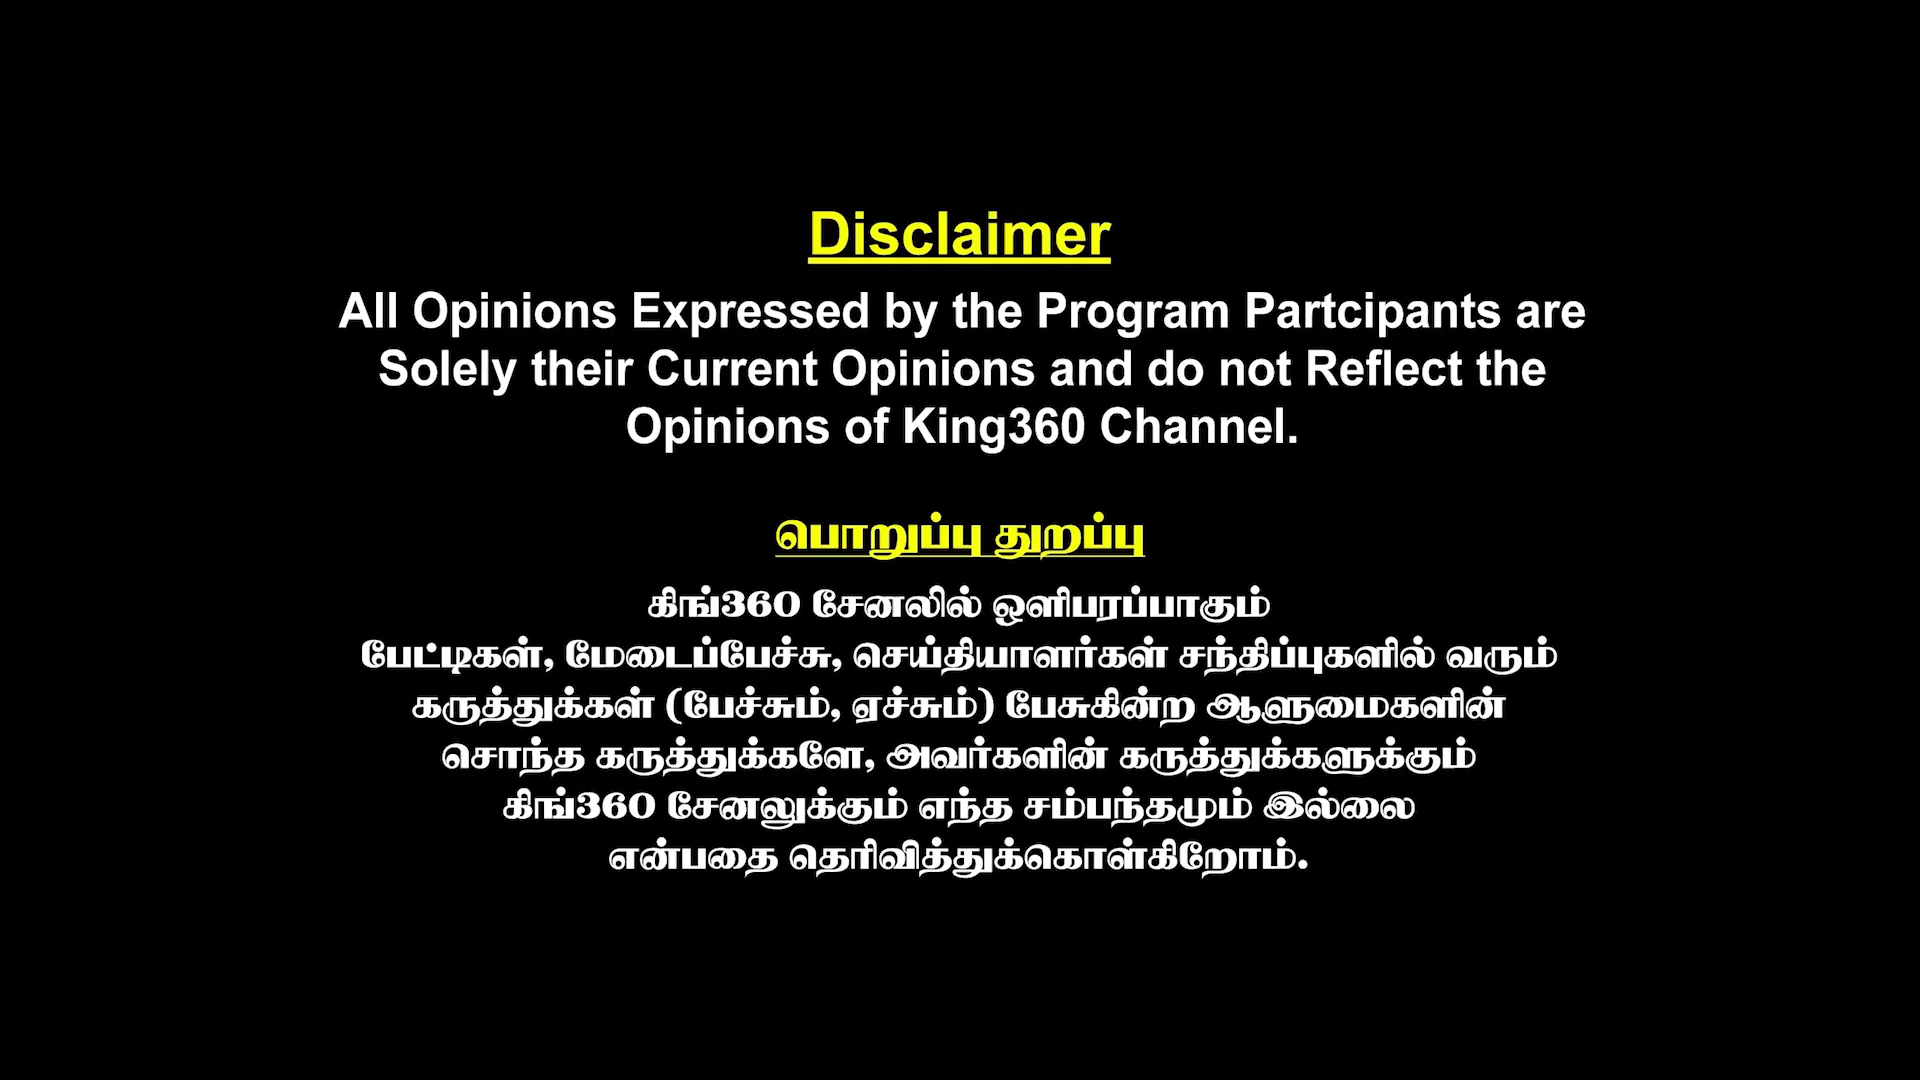 Disclaimer
All Opinions Expressed by the Program Partcipants are
Solely their Current Opinions and do not Reflect the
Opinions of King360 Channel.
பொறுப்பு துறப்பு
கிங்360 சேனலில் ஒளிபரப்பாகும்
பேட்டிகள், மேடைப்பேச்சு, செய்தியாளர்கள் சந்திப்புகளில் வரும்
கருத்துக்கள் (பேச்சும், ஏச்சும்) பேசுகின்ற ஆளுமைகளின்
சொந்த கருத்துக்களே, அவர்களின் கருத்துக்களுக்கும்
கிங்360 சேனலுக்கும் எந்த சம்பந்தமும் இல்லை
என்பதை தெரிவித்துக்கொள்கிறோம்.